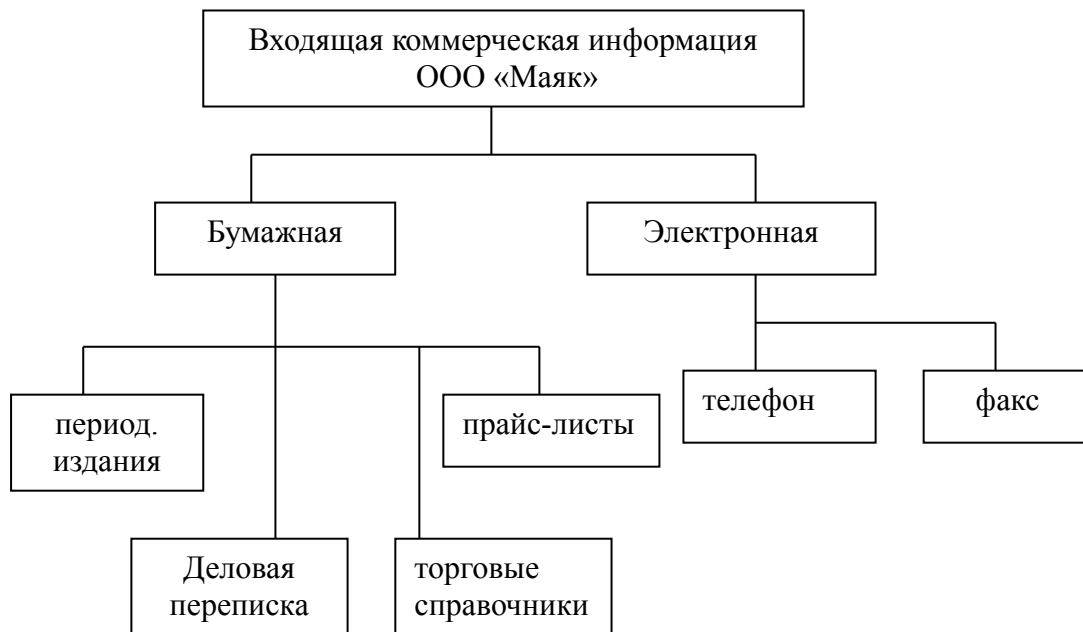 Входящая коммерческая информация
ООО «Маяк»
Бумажная
Электронная
период.
издания
прайс-листы
телефон
факс
Деловая
переписка
торговые
справочники